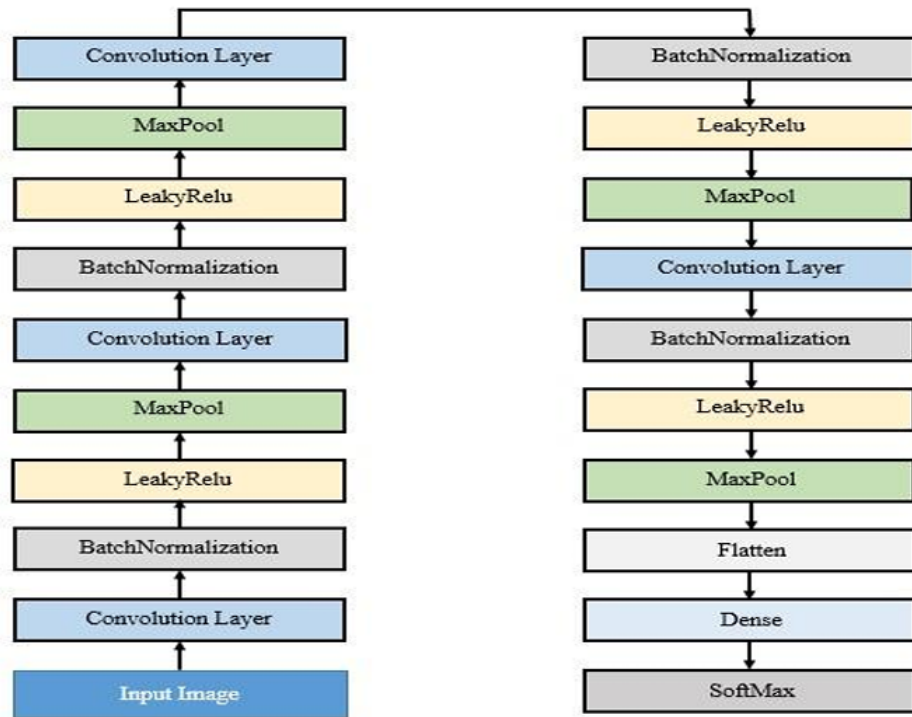 Convolution Layer
MaxPool
LeakyRelu
BatchNormalization
Convolution Layer
MaxPool
LeakyRelu
BatchNormalization
Convolution Layer
Input Image
BatchNormalization
LeakyRelu
MaxPool
Convolution Layer
BatchNormalization
LeakyRelu
MaxPool
Flatten
Dense
SoftMax